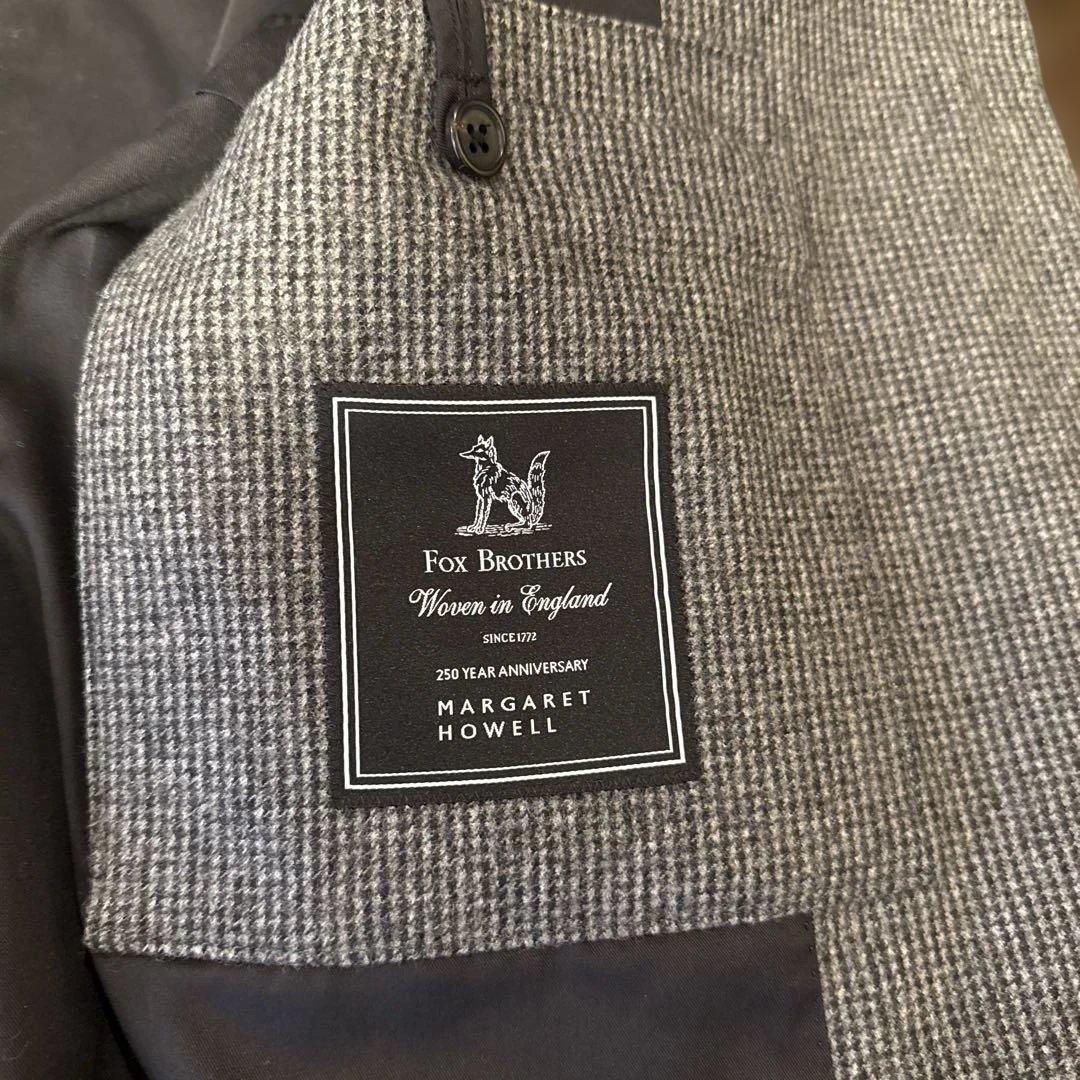 FOX BROTHERS
Woven in England
SINCE 1772
250 YEAR ANNIVERSARY
MARGARET
HOWELL